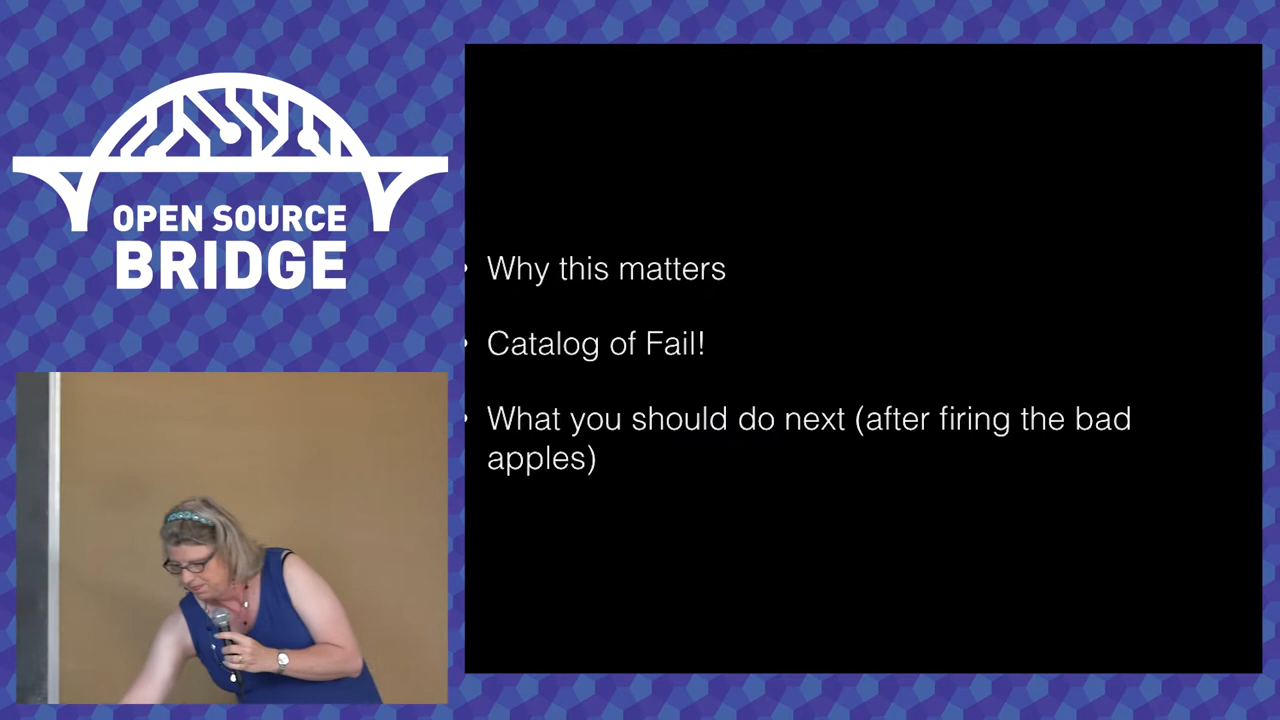 OPEN SOURCE
BRIDGE
• Why this matters
• Catalog of Fail!
• What you should do next (after firing the bad
apples)